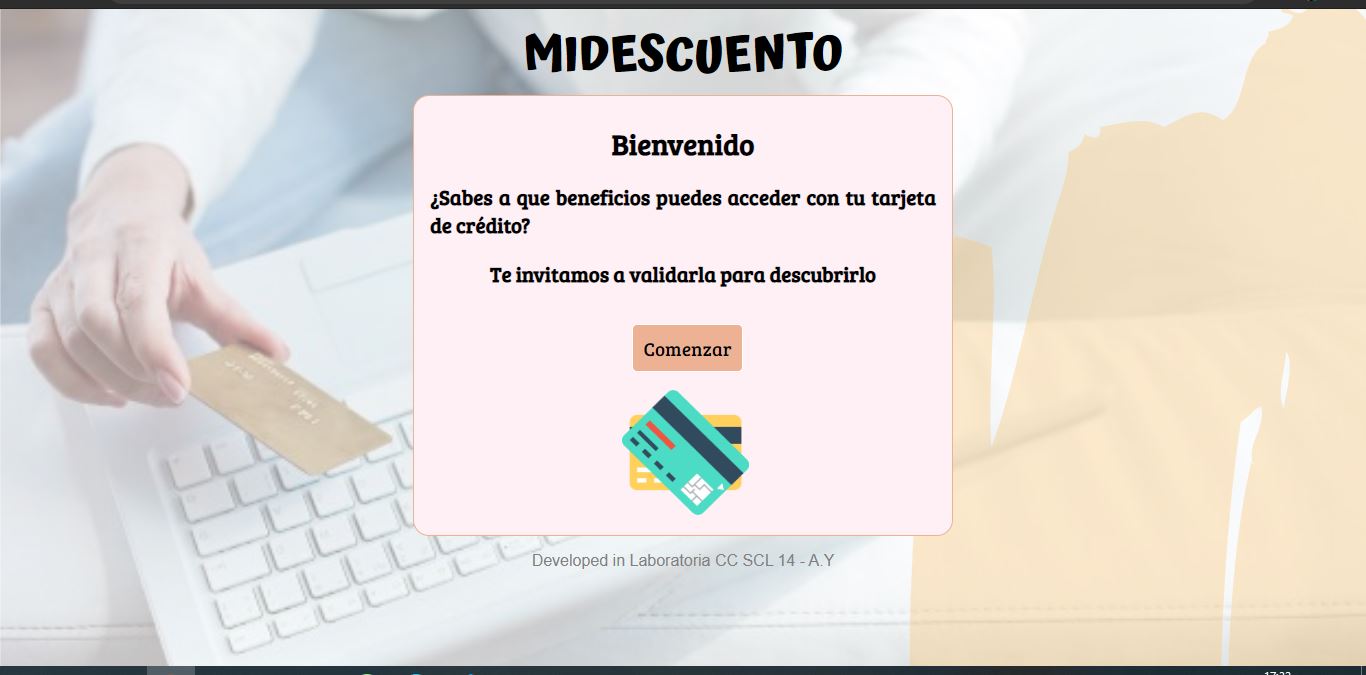 MIDESCUENTO
Bienvenido
¿Sabes a que beneficios puedes acceder con tu tarjeta
de crédito?
Te invitamos a validarla para descubrirlo
Comenzar
Developed in Laboratoria CC SCL 14 - A.Y